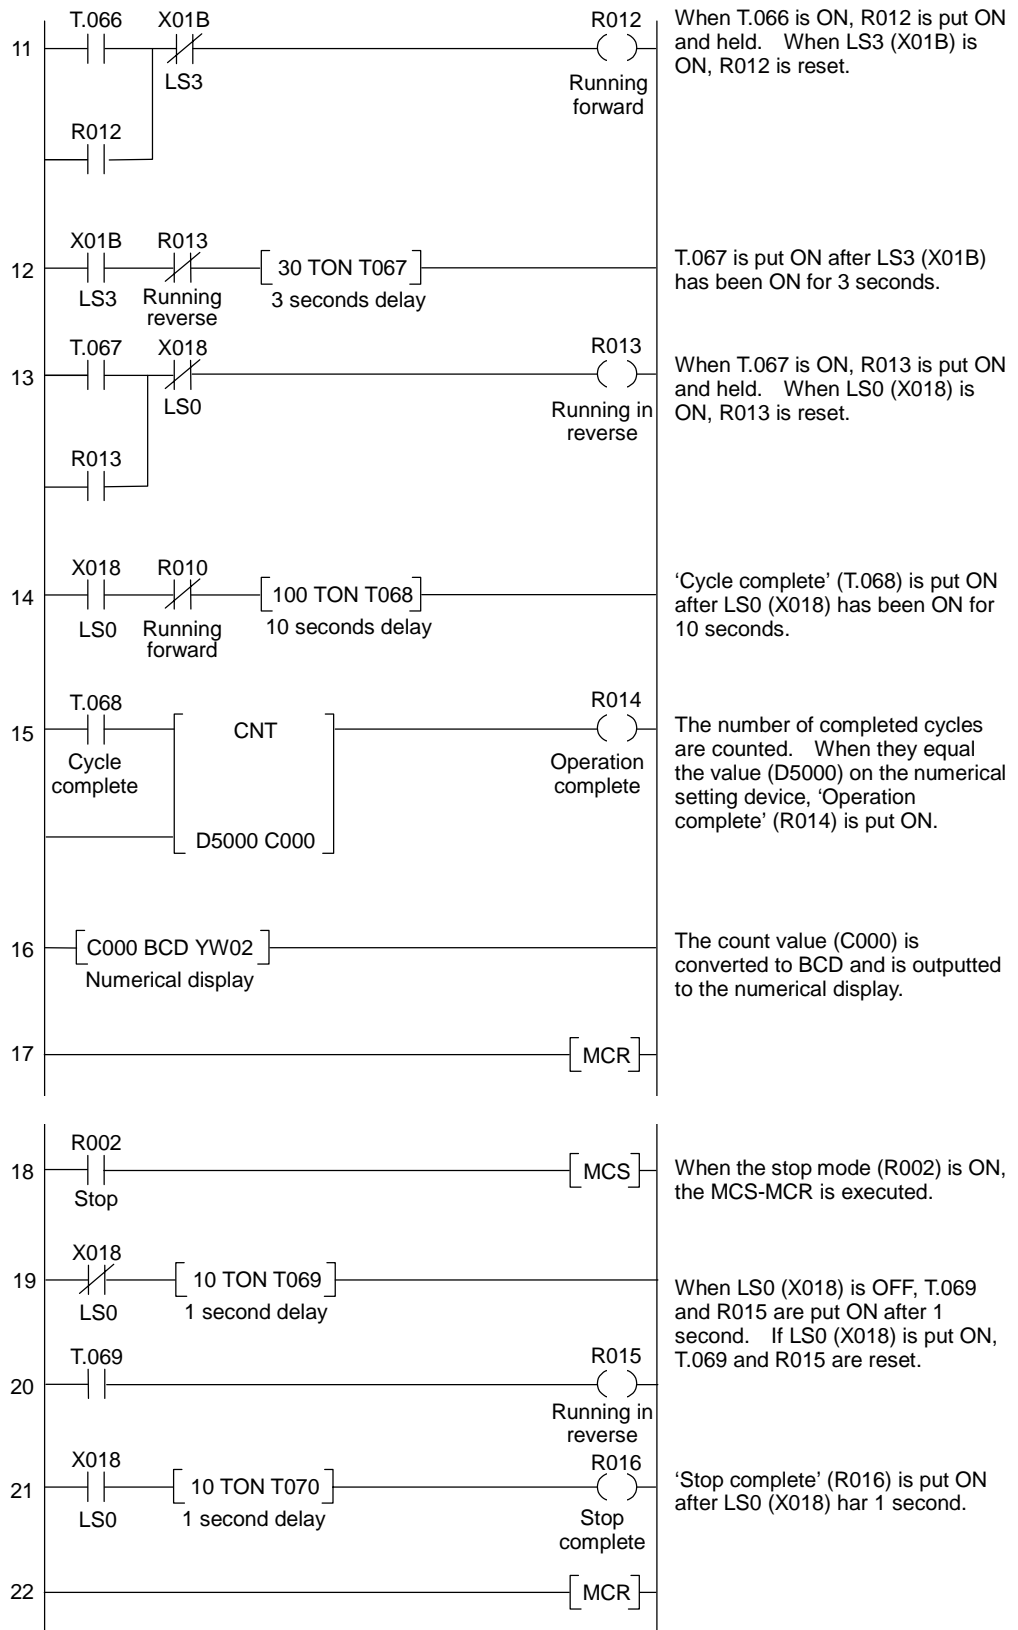 T.066 X01B R012
11
LS3
Running
forward
R012
When T.066 is ON, R012 is put ON
and held. When LS3 (X01B) is
ON, R012 is reset.
X01B R013
12 30 TON T067
LS3 Running
reverse
3 seconds delay
T.067 is put ON after LS3 (X01B)
has been ON for 3 seconds.
T.067 X018 R013
13
LS0
Running in
reverse
R013
When T.067 is ON, R013 is put ON
and held. When LS0 (X018) is
ON, R013 is reset.
X018 R010
14 100 TON T068
LS0 Running
forward
10 seconds delay
‘Cycle complete’ (T.068) is put ON
after LS0 (X018) has been ON for
10 seconds.
T.068 R014
15 CNT
Cycle
complete
Operation
complete
D5000 C000
The number of completed cycles
are counted. When they equal
the value (D5000) on the numerical
setting device, ‘Operation
complete’ (R014) is put ON.
16 C000 BCD YW02
Numerical display
The count value (C000) is
converted to BCD and is outputted
to the numerical display.
17 MCR
R002
18 MCS
Stop
When the stop mode (R002) is ON,
the MCS-MCR is executed.
X018
19 10 TON T069
LS0 1 second delay
When LS0 (X018) is OFF, T.069
and R015 are put ON after 1
second. If LS0 (X018) is put ON,
T.069 and R015 are reset.
T.069 R015
20
Running in
reverse
X018 R016
21 10 TON T070
LS0 1 second delay
Stop
complete
‘Stop complete’ (R016) is put ON
after LS0 (X018) har 1 second.
22 MCR